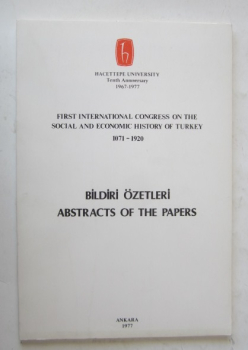 HACETTEPE UNIVERSITY
Tenth Anniversary
1967-1977
FIRST INTERNATIONAL CONGRESS ON THE
SOCIAL AND ECONOMIC HISTORY OF TURKEY
1071-1920
BİLDİRİ ÖZETLERİ
ABSTRACTS OF THE PAPERS
ANKARA
1977